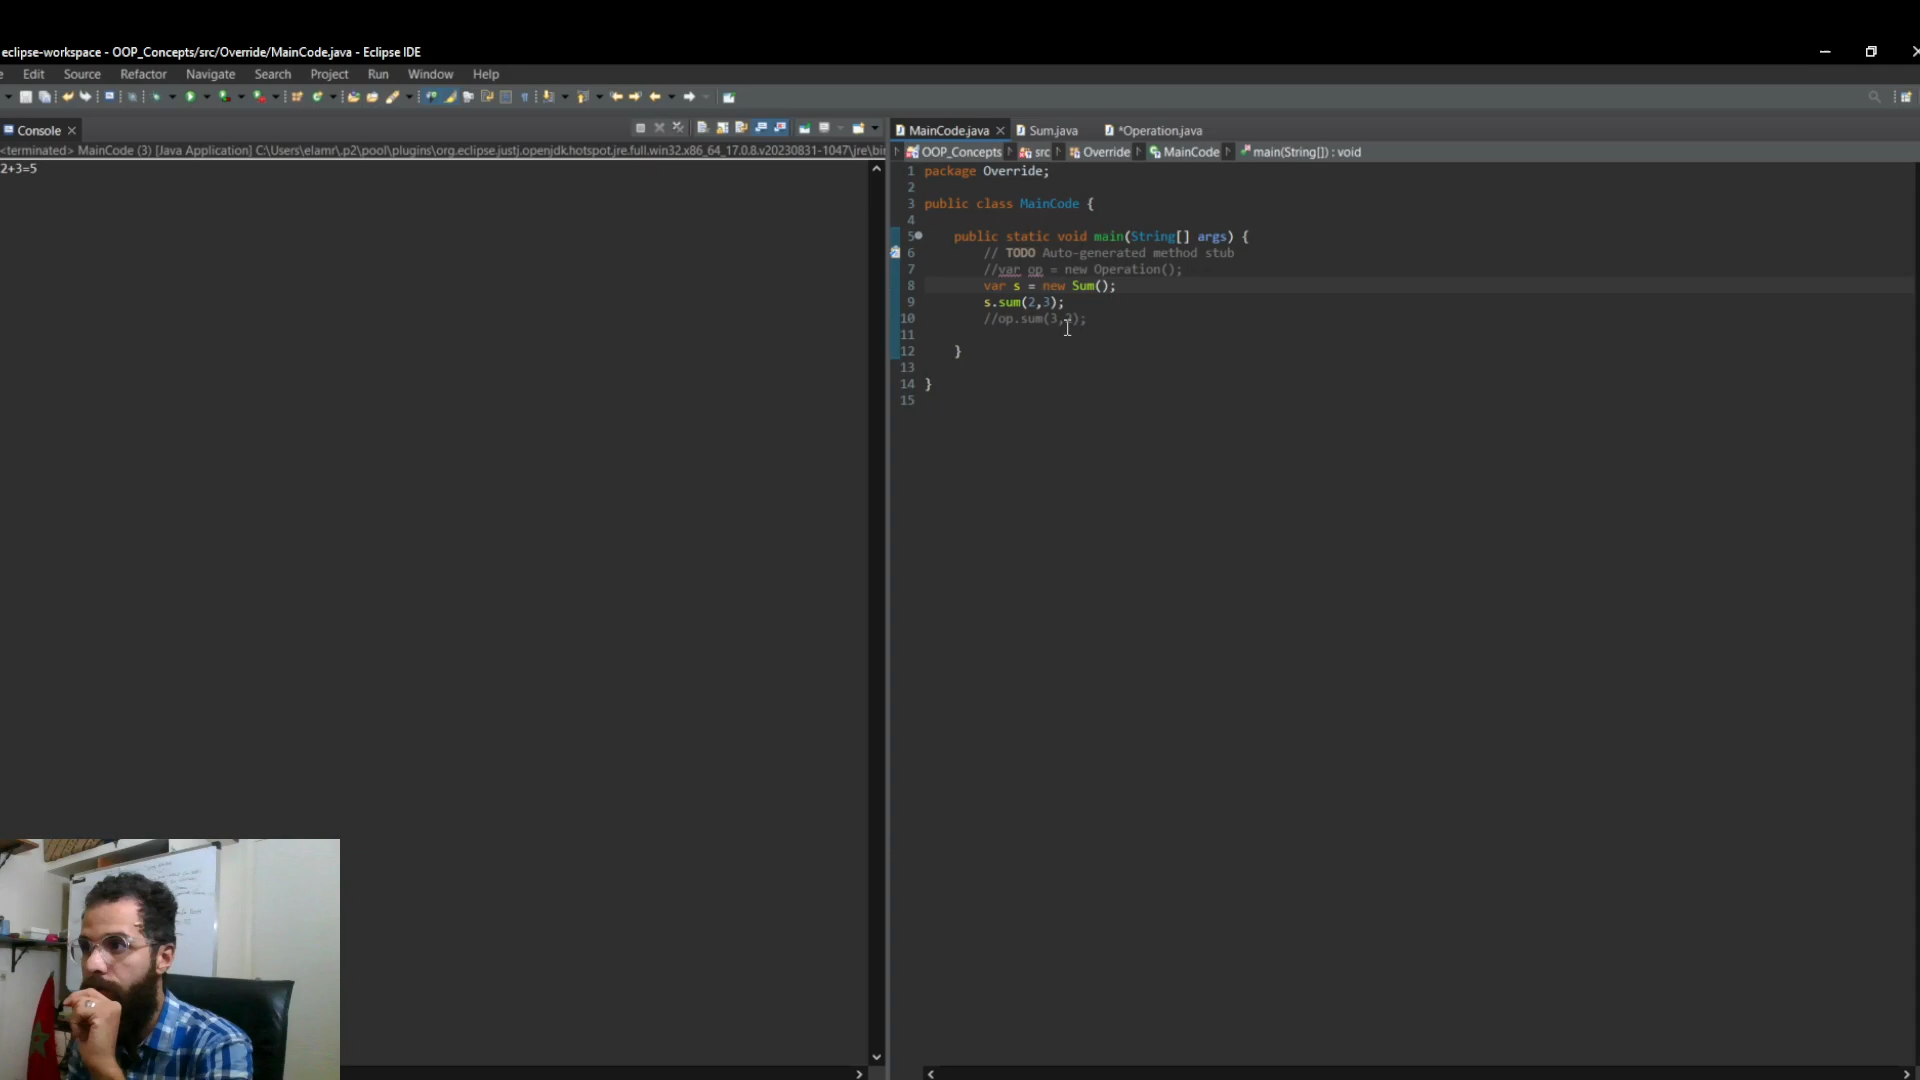 eclipse-workspace - OOP_Concepts/src/Override/MainCode.java - Eclipse IDE
Edit Source Refactor Navigate Search Project Run Window Help
Console
<terminated> MainCode (3) [Java Application] C:\Users\elamr\.p2\pool\plugins\org.eclipse.justj.openjdk.hotspot.jre.full.win32.x86_64_17.0.8.v20230831-1047\jre\bin
2+3=5
MainCode.java Sum.java *Operation.java
OOP_Concepts src Override MainCode main(String[]) : void
1 package Override;
2
3 public class MainCode {
4
5 public static void main(String[] args) {
6 // TODO Auto-generated method stub
7 //var op = new Operation();
8 var s = new Sum();
9 s.sum(2,3);
10 //op.sum(3,
11
12 }
13
14 }
15